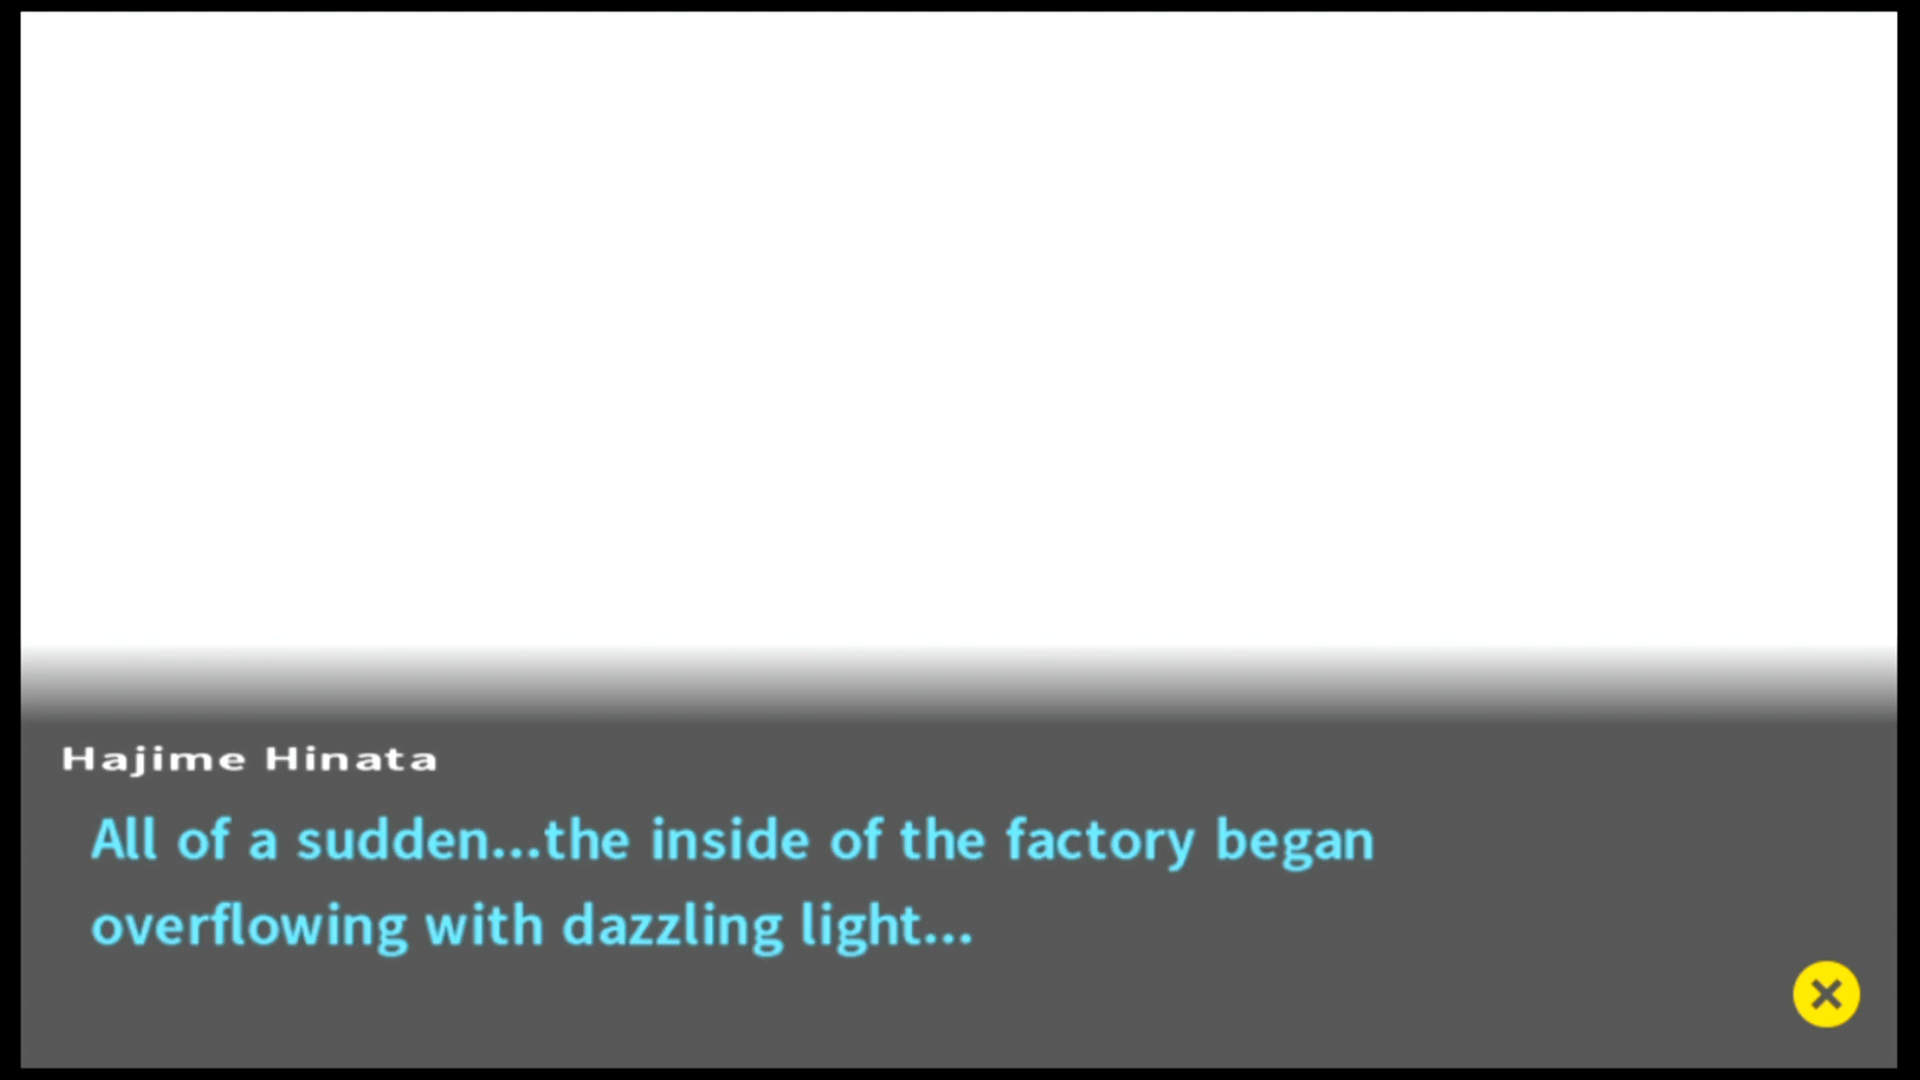 Hajime Hinata
All of a sudden...the inside of the factory began
overflowing with dazzling light...